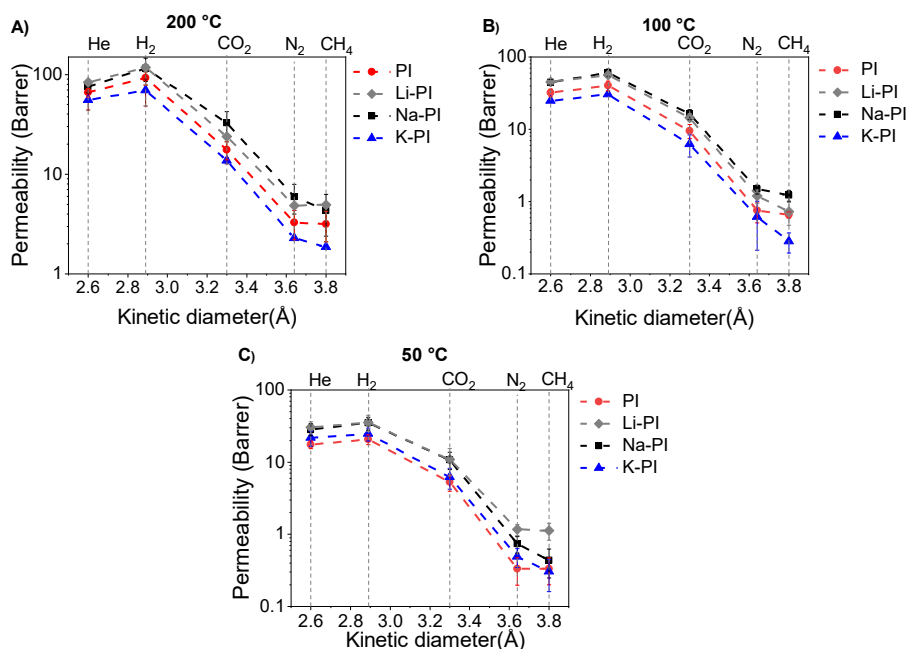 A) 200 °C
He H2 CO2 N2 CH4
Permeability (Barrer)
100
10
1
2.6 2.8 3.0 3.2 3.4 3.6 3.8
Kinetic diameter(Å)
PI
Li-PI
Na-PI
K-PI
B) 100 °C
He H2 CO2 N2 CH4
Permeability (Barrer)
100
10
1
0.1
2.6 2.8 3.0 3.2 3.4 3.6 3.8
Kinetic diameter(Å)
PI
Li-PI
Na-PI
K-PI
C) 50 °C
He H2 CO2 N2 CH4
Permeability (Barrer)
100
10
1
0.1
2.6 2.8 3.0 3.2 3.4 3.6 3.8
Kinetic diameter(Å)
PI
Li-PI
Na-PI
K-PI